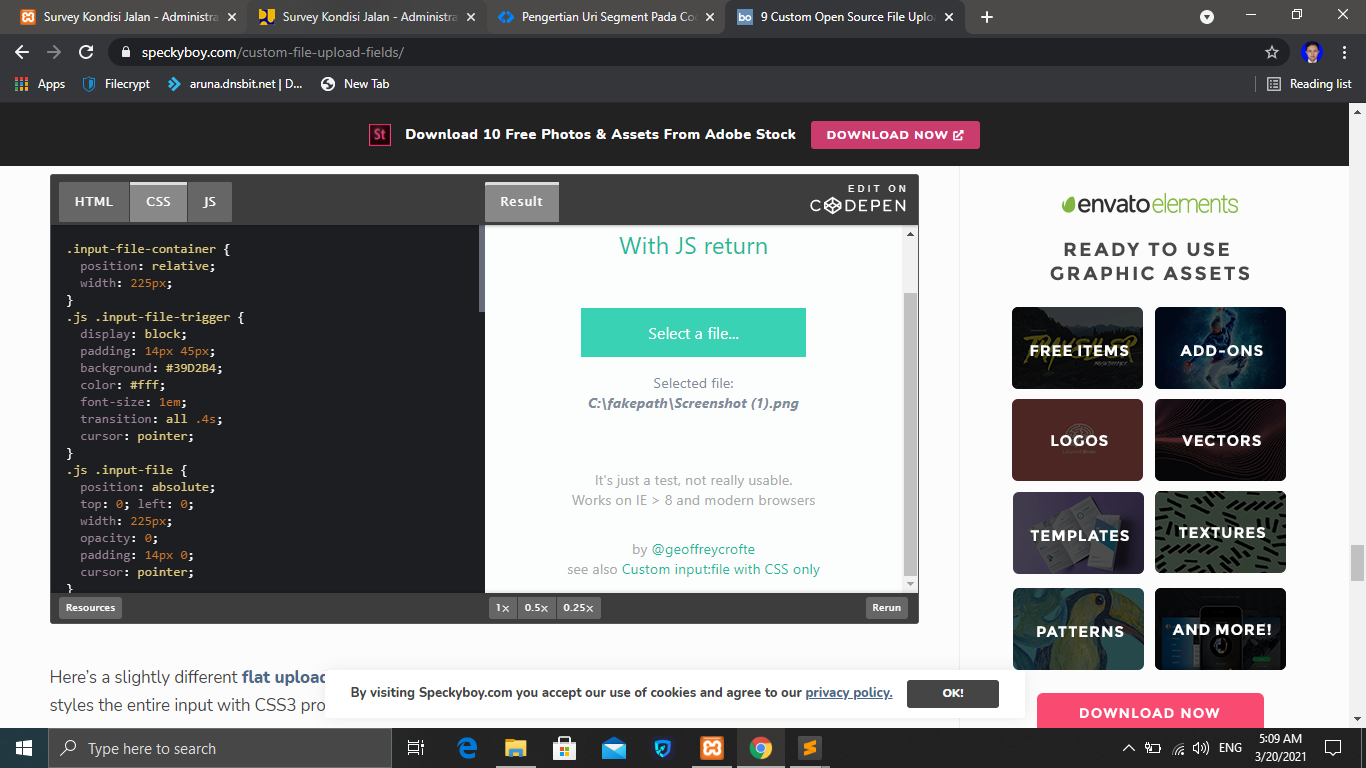 Survey Kondisi Jalan - Administra
Survey Kondisi Jalan - Administra
Pengertian Uri Segment Pada Co
9 Custom Open Source File Uplo
speckyboy.com/custom-file-upload-fields/
Apps
Filecrypt
aruna.dnsbit.net | D...
New Tab
Reading list
St
Download 10 Free Photos & Assets From Adobe Stock
DOWNLOAD NOW
HTML
CSS
JS
Result
EDIT ON
CODEPEN
.input-file-container {
position: relative;
width: 225px;
}
.js .input-file-trigger {
display: block;
padding: 14px 45px;
background: #39D2B4;
color: #fff;
font-size: 1em;
transition: all .4s;
cursor: pointer;
}
.js .input-file {
position: absolute;
top: 0; left: 0;
width: 225px;
opacity: 0;
padding: 14px 0;
cursor: pointer;
}
With JS return
Select a file...
Selected file:
C:\fakepath\Screenshot (1).png
It's just a test, not really usable.
Works on IE > 8 and modern browsers
by @geoffreycrofte
see also Custom input:file with CSS only
Resources
1×
0.5×
0.25×
Rerun
envatoelements
READY TO USE
GRAPHIC ASSETS
FREE ITEMS
ADD-ONS
LOGOS
VECTORS
TEMPLATES
TEXTURES
PATTERNS
AND MORE!
DOWNLOAD NOW
Here's a slightly different flat upload
styles the entire input with CSS3 pro
By visiting Speckyboy.com you accept our use of cookies and agree to our privacy policy.
OK!
Type here to search
ENG
5:09 AM
3/20/2021